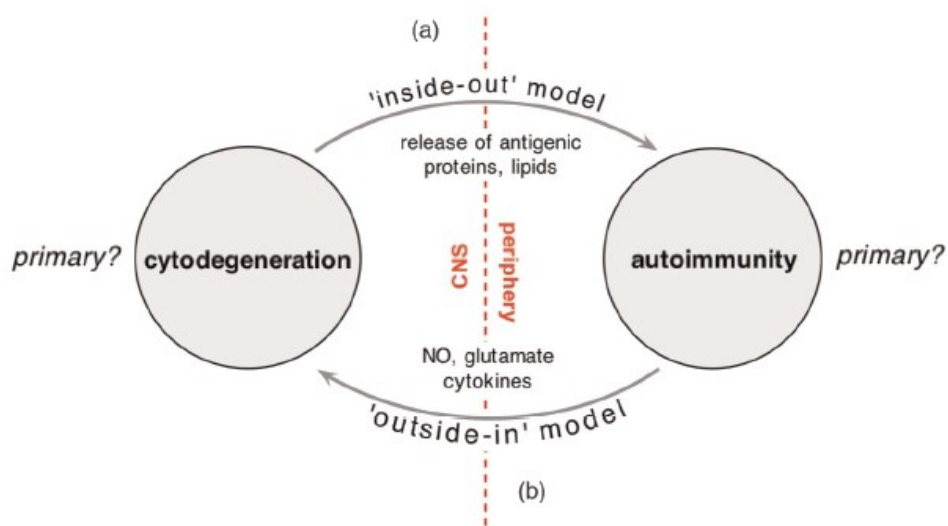 (a)
'inside-out' model
release of antigenic
proteins, lipids
primary?
cytodegeneration
CNS
periphery
autoimmunity
primary?
NO, glutamate
cytokines
'outside-in' model
(b)